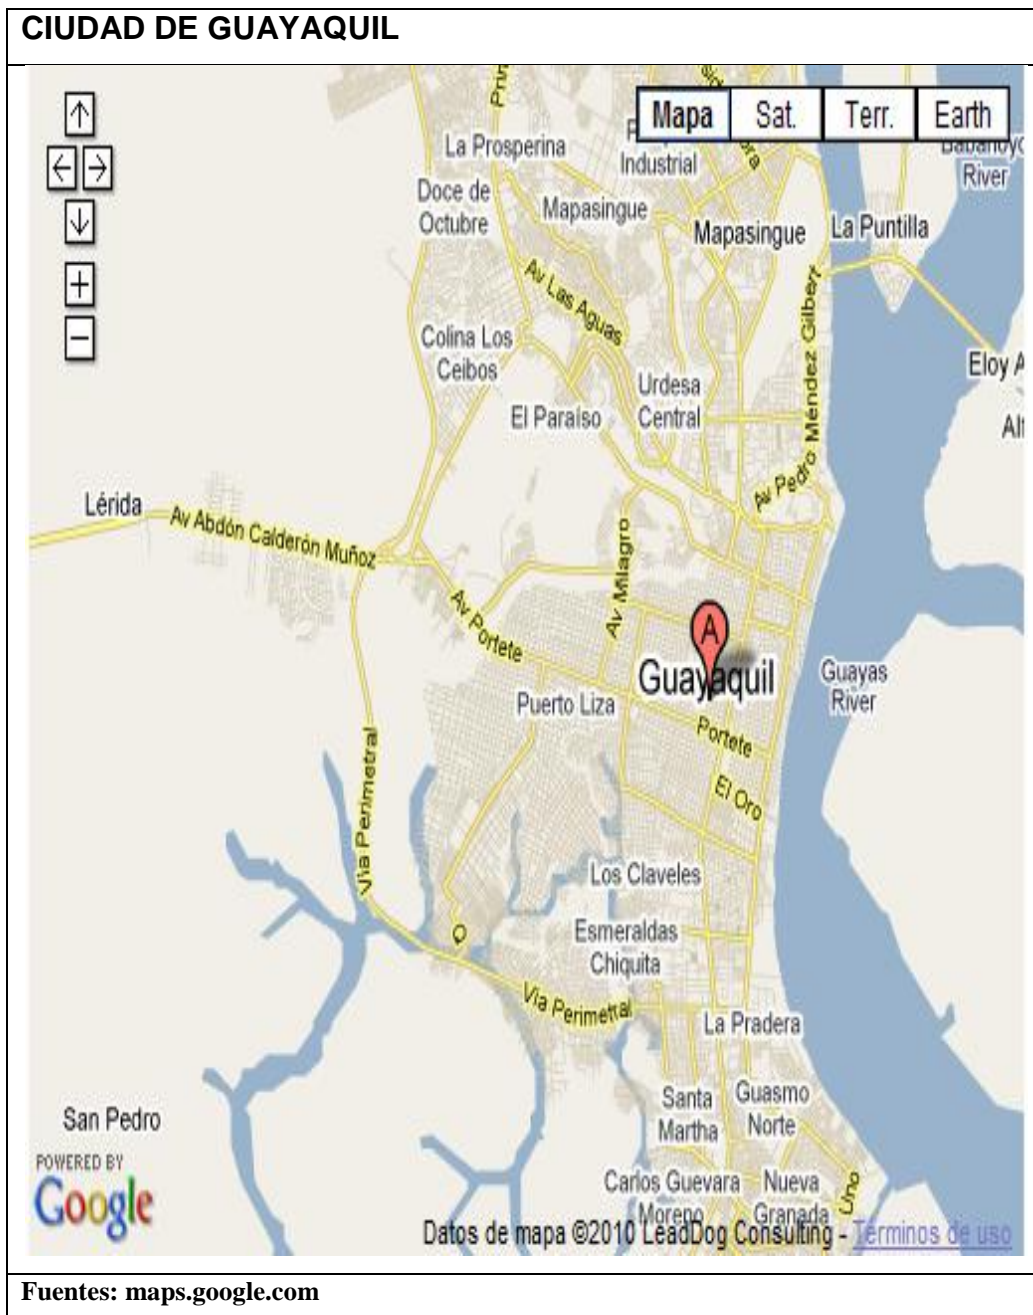 CIUDAD DE GUAYAQUIL
Mapa
Sat.
Terr.
Earth
La Prosperina
Industrial
River
Doce de
Octubre
Mapasingue
Mapasingue
La Puntilla
Av Las Aguas
Av Pedro Méndez Gilbert
Colina Los
Ceibos
Eloy A
Urdesa
Central
El Paraíso
Lérida
Av Abdón Calderón Muñoz
Av Milagro
Av Portete
A
Guayaquil
Guayas
River
Puerto Liza
Portete
Via Perimetral
El Oro
Los Claveles
Esmeraldas
Chiquita
Q
Via Perimetral
La Pradera
Santa
Martha
Guasmo
Norte
San Pedro
POWERED BY
Google
Carlos Guevara
Moreno
Nueva
Granada
Uno
Datos de mapa ©2010 LeadDog Consulting - Términos de uso
Fuentes: maps.google.com